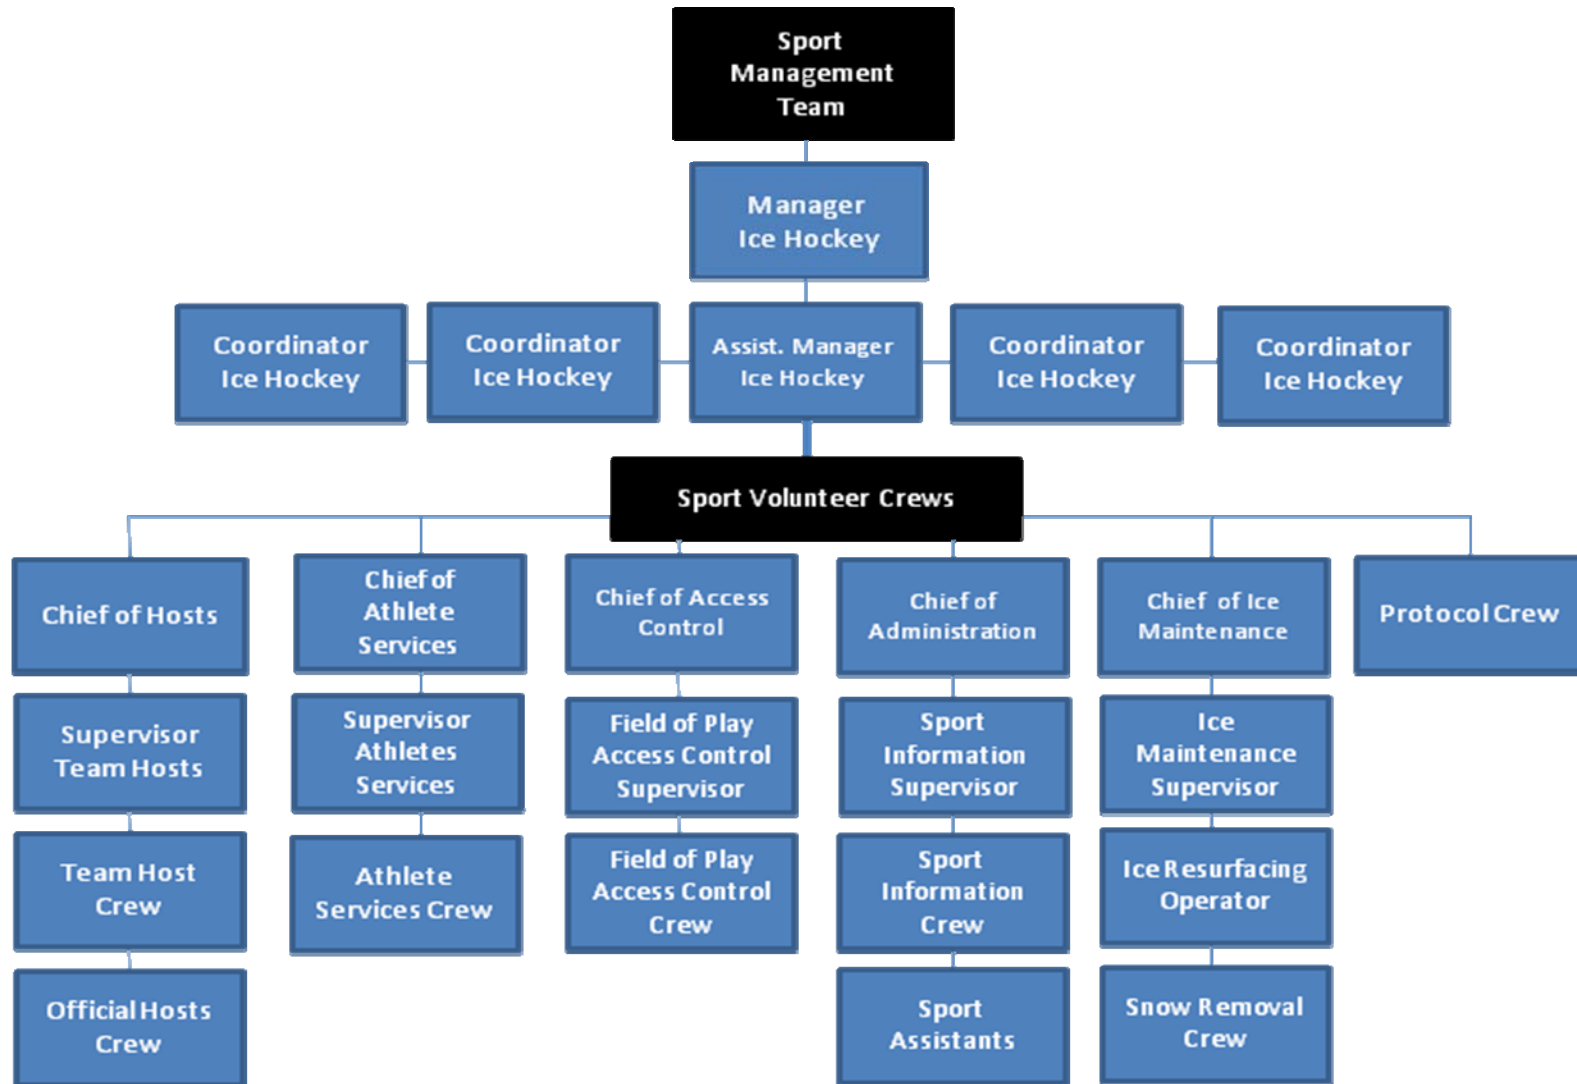 Sport
Management
Team
Manager
Ice Hockey
Coordinator
Ice Hockey
Coordinator
Ice Hockey
Assist. Manager
Ice Hockey
Coordinator
Ice Hockey
Coordinator
Ice Hockey
Sport Volunteer Crews
Chief of Hosts
Chief of
Athlete
Services
Chief of Access
Control
Chief of
Administration
Chief of Ice
Maintenance
Protocol Crew
Supervisor
Team Hosts
Supervisor
Athletes
Services
Field of Play
Access Control
Supervisor
Sport
Information
Supervisor
Ice
Maintenance
Supervisor
Team Host
Crew
Athlete
Services Crew
Field of Play
Access Control
Crew
Sport
Information
Crew
Ice Resurfacing
Operator
Official Hosts
Crew
Sport
Assistants
Snow Removal
Crew